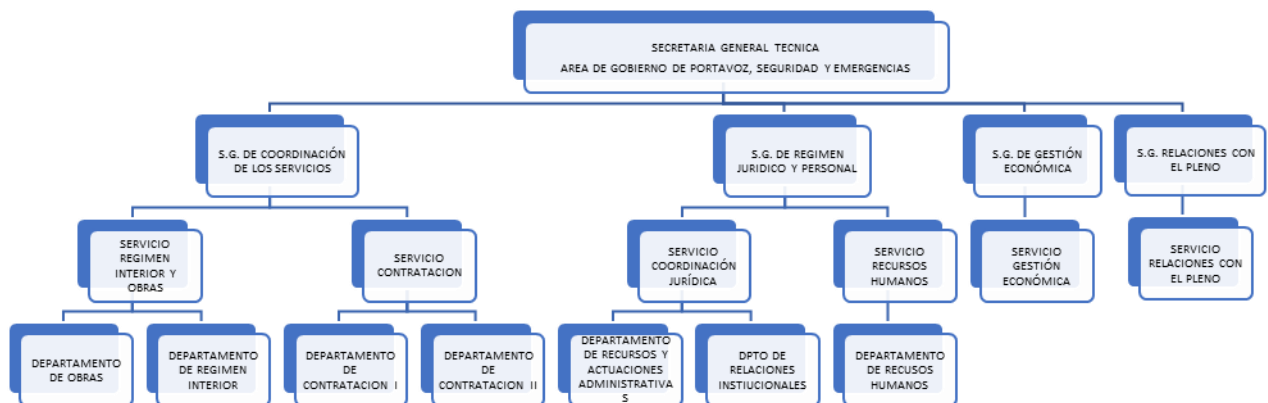 SECRETARIA GENERAL TECNICA
AREA DE GOBIERNO DE PORTAVOZ, SEGURIDAD Y EMERGENCIAS
S.G. DE COORDINACIÓN
DE LOS SERVICIOS
S.G. DE REGIMEN
JURIDICO Y PERSONAL
S.G. DE GESTIÓN
ECONÓMICA
S.G. RELACIONES CON
EL PLENO
SERVICIO
REGIMEN
INTERIOR Y
OBRAS
SERVICIO
CONTRATACION
SERVICIO
COORDINACIÓN
JURÍDICA
SERVICIO
RECURSOS
HUMANOS
SERVICIO
GESTIÓN
ECONÓMICA
SERVICIO
RELACIONES CON
EL PLENO
DEPARTAMENTO
DE OBRAS
DEPARTAMENTO
DE REGIMEN
INTERIOR
DEPARTAMENTO
DE
CONTRATACION I
DEPARTAMENTO
DE
CONTRATACION II
DEPARTAMENTO
DE RECURSOS Y
ACTUACIONES
ADMINISTRATIVA
S
DPTO DE
RELACIONES
INSTIUCIONALES
DEPARTAMENTO
DE RECUSOS
HUMANOS